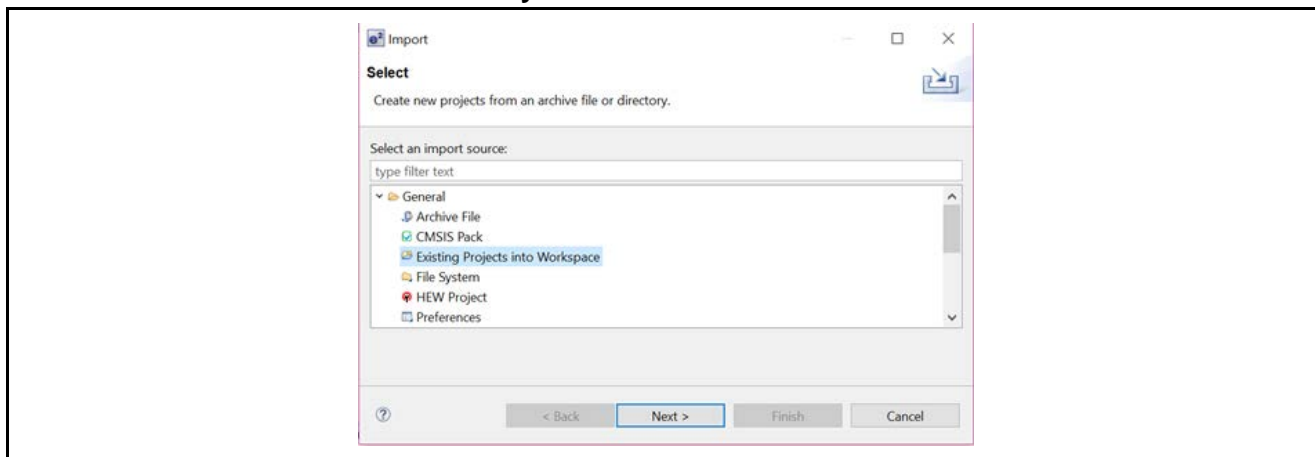 e² Import
Select
Create new projects from an archive file or directory.
Select an import source:
type filter text
General
Archive File
CMSIS Pack
Existing Projects into Workspace
File System
HEW Project
Preferences
? < Back Next > Finish Cancel